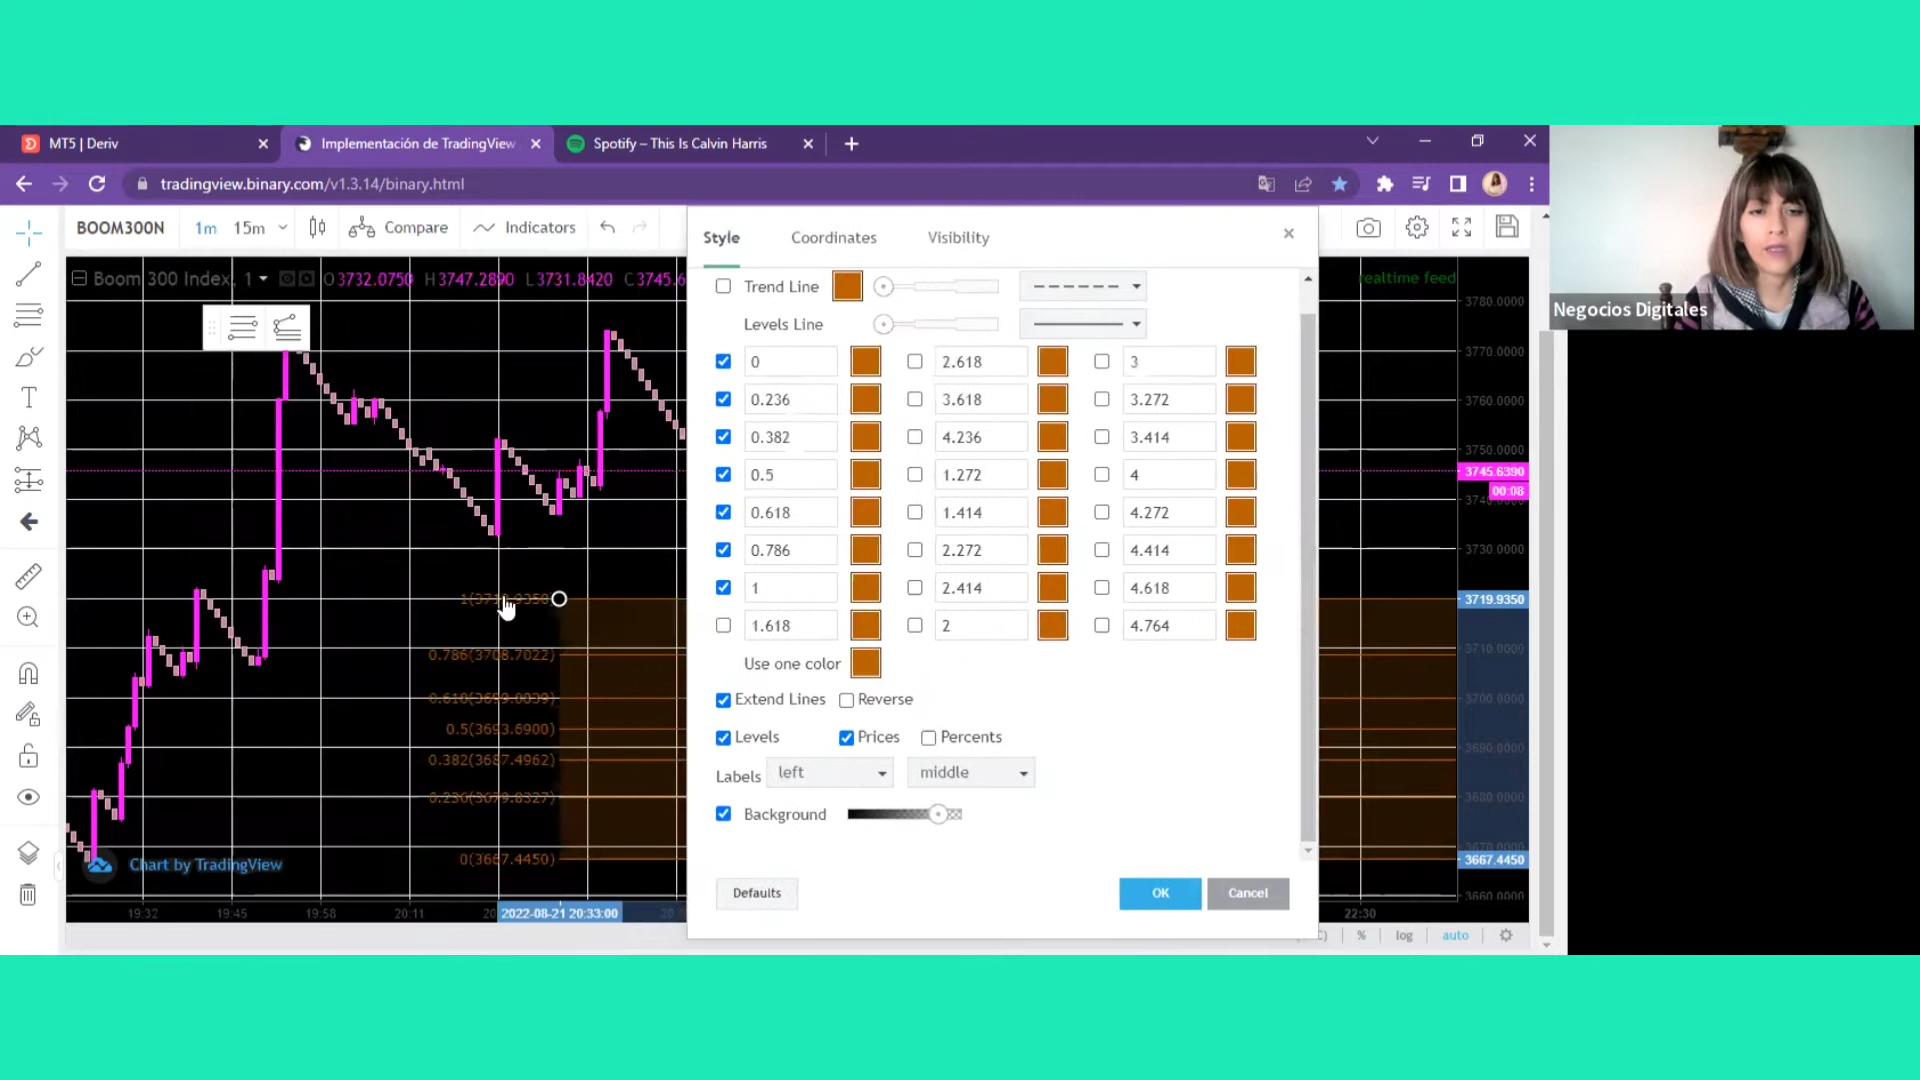 MT5 | Deriv
Implementación de TradingView
Spotify – This Is Calvin Harris
tradingview.binary.com/v1.3.14/binary.html
BOOM300N
1m
15m
Compare
Indicators
Boom 300 Index, 1
O3732.0750 H3747.2890 L3731.8420 C3745.6
realtime feed
Negocios Digitales
Style
Coordinates
Visibility
Trend Line
Levels Line
0
2.618
3
0.236
3.618
3.272
0.382
4.236
3.414
0.5
1.272
4
0.618
1.414
4.272
0.786
2.272
4.414
1
2.414
4.618
1.618
2
4.764
Use one color
Extend Lines
Reverse
Levels
Prices
Percents
Labels
left
middle
Background
Defaults
OK
Cancel
0.786(3708.7022)
0.5(3693.6900)
0.382(3687.4962)
0(3667.4450)
3780.0000
3770.0000
3760.0000
3750.0000
3745.6390
00:08
3730.0000
3719.9350
3710.0000
3700.0000
3690.0000
3680.0000
3667.4450
3660.0000
Chart by TradingView
19:32
19:45
19:58
20:11
2022-08-21 20:33:00
22:30
%
log
auto